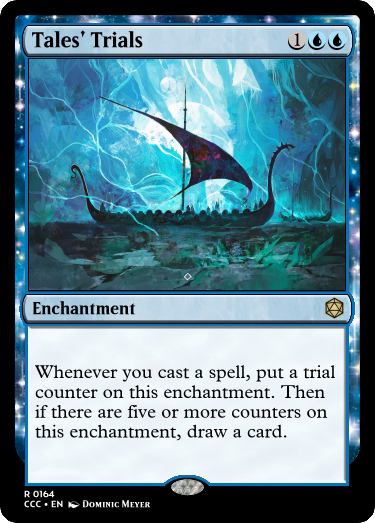 Tales' Trials 1
Enchantment
Whenever you cast a spell, put a trial
counter on this enchantment. Then
if there are five or more counters on
this enchantment, draw a card.
R 0164
CCC • EN Dominic Meyer